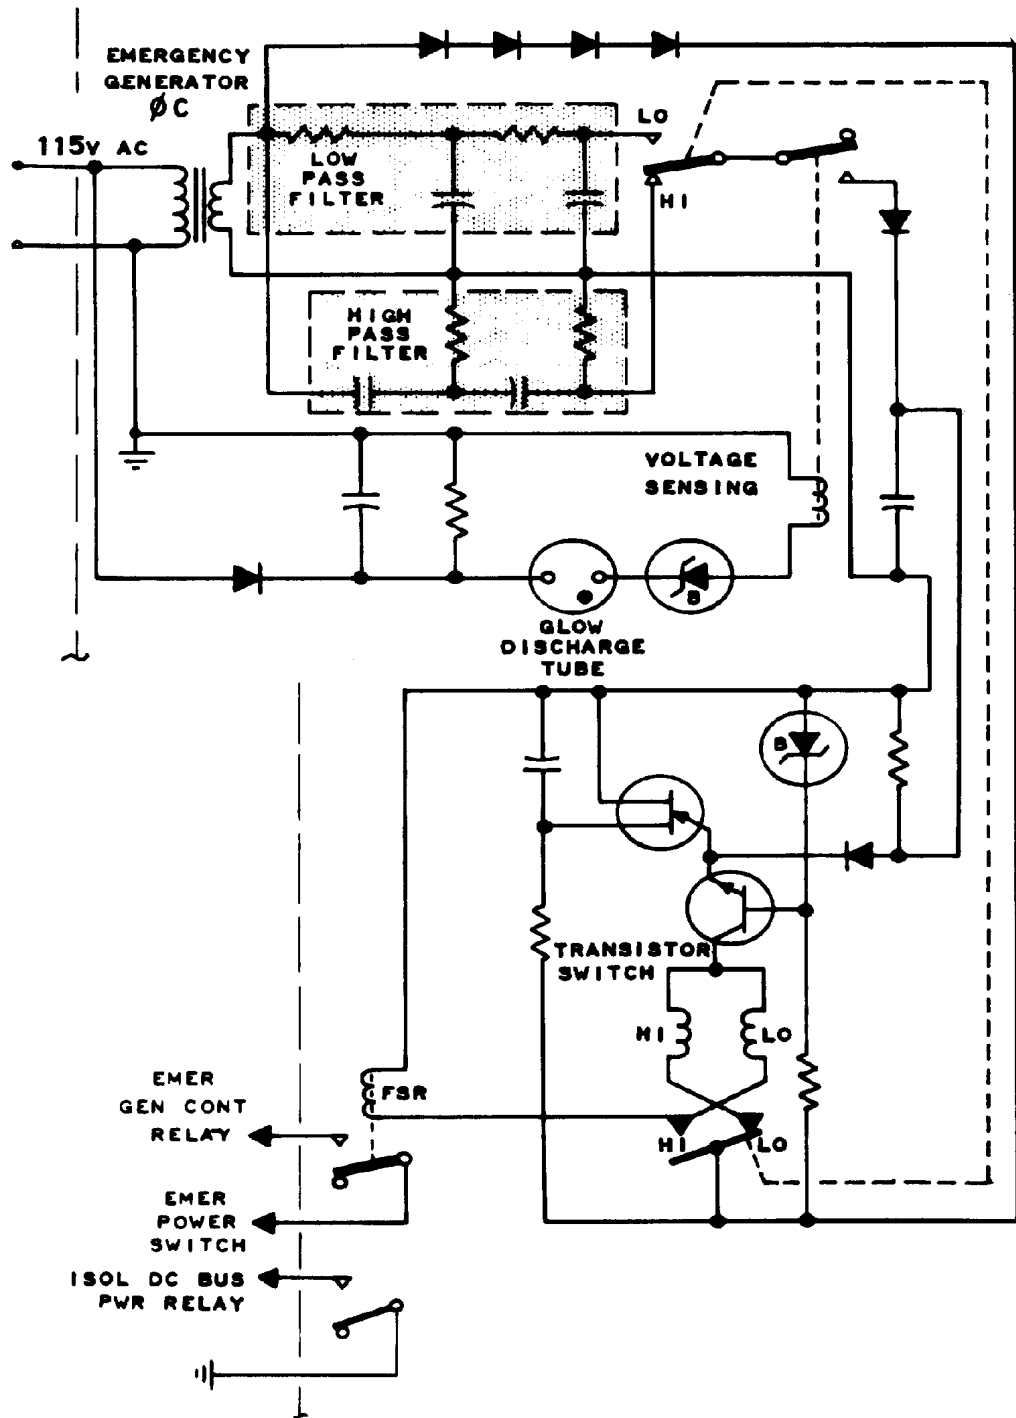 EMERGENCY
GENERATOR
ØC
115V AC
LOW
PASS
FILTER
LO
HI
HIGH
PASS
FILTER
VOLTAGE
SENSING
B
GLOW
DISCHARGE
TUBE
B
TRANSISTOR
SWITCH
HI
LO
FSR
HI
LO
EMER
GEN CONT
RELAY
EMER
POWER
SWITCH
ISOL DC BUS
PWR RELAY